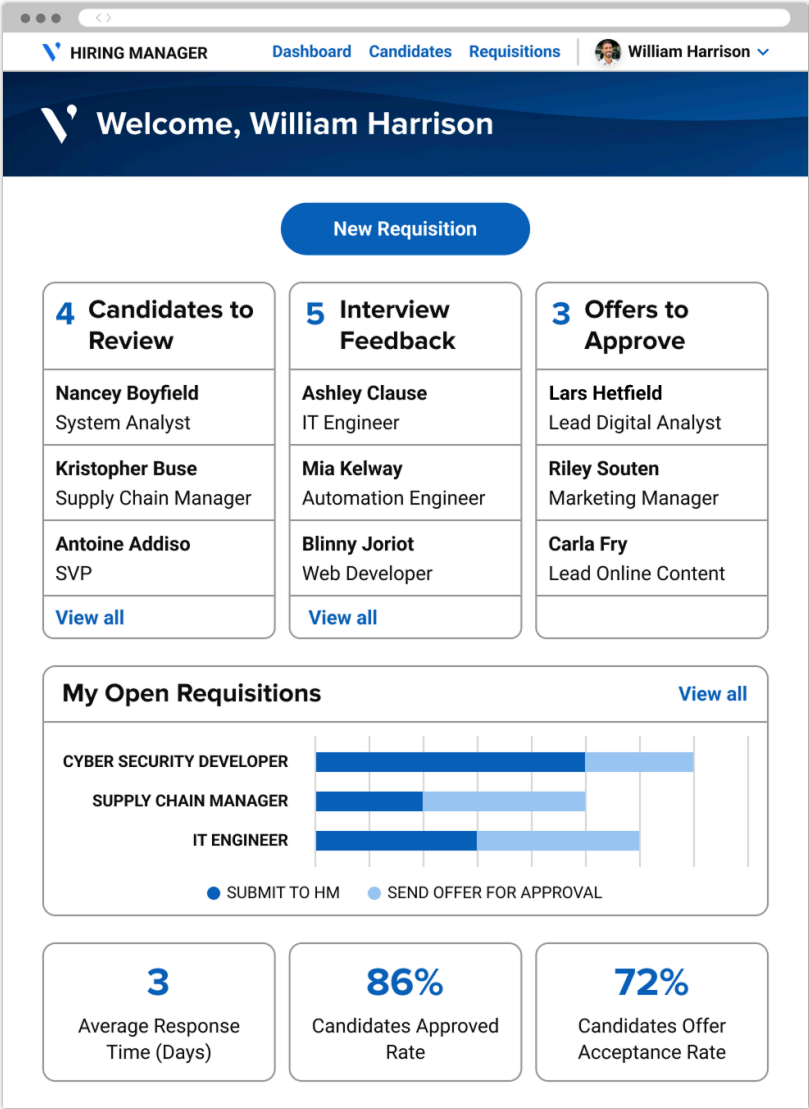 HIRING MANAGER
Dashboard Candidates Requisitions William Harrison
Welcome, William Harrison
New Requisition
4 Candidates to
Review
Nancey Boyfield
System Analyst
Kristopher Buse
Supply Chain Manager
Antoine Addiso
SVP
View all
5 Interview
Feedback
Ashley Clause
IT Engineer
Mia Kelway
Automation Engineer
Blinny Joriot
Web Developer
View all
3 Offers to
Approve
Lars Hetfield
Lead Digital Analyst
Riley Souten
Marketing Manager
Carla Fry
Lead Online Content
My Open Requisitions View all
CYBER SECURITY DEVELOPER
SUPPLY CHAIN MANAGER
IT ENGINEER
SUBMIT TO HM SEND OFFER FOR APPROVAL
3
Average Response
Time (Days)
86%
Candidates Approved
Rate
72%
Candidates Offer
Acceptance Rate